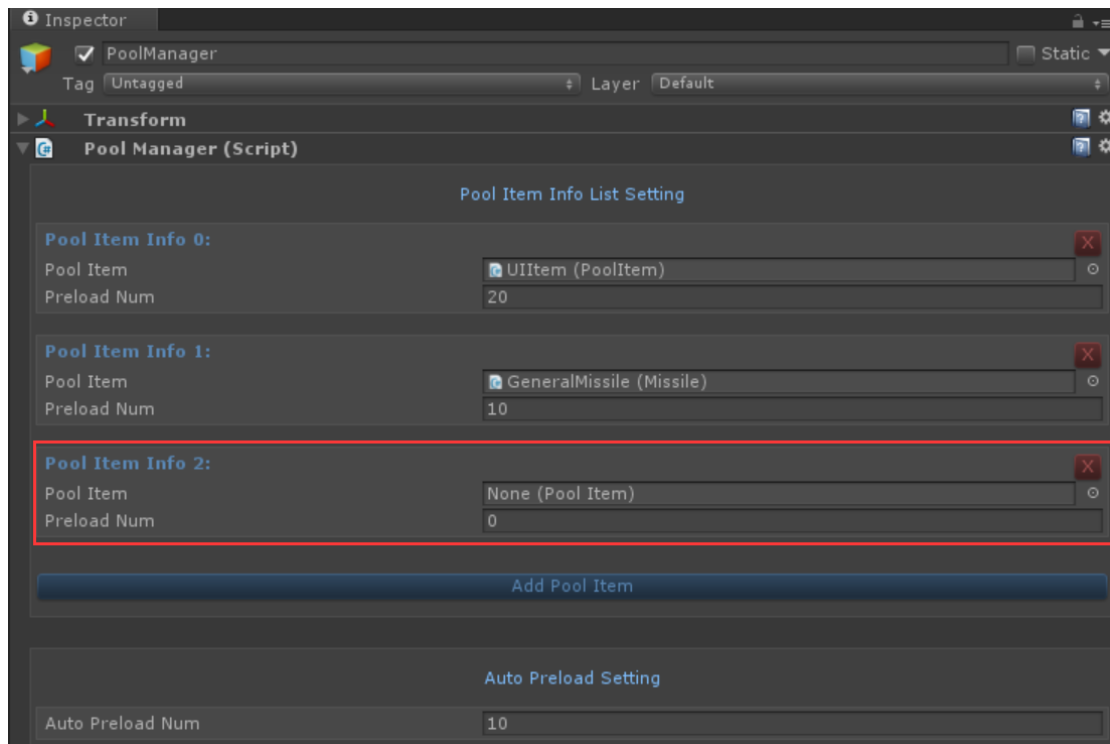 Inspector
PoolManager Static
Tag Untagged Layer Default
Transform
Pool Manager (Script)
Pool Item Info List Setting
Pool Item Info 0: X
Pool Item UIItem (PoolItem)
Preload Num 20
Pool Item Info 1: X
Pool Item GeneralMissile (Missile)
Preload Num 10
Pool Item Info 2: X
Pool Item None (Pool Item)
Preload Num 0
Add Pool Item
Auto Preload Setting
Auto Preload Num 10